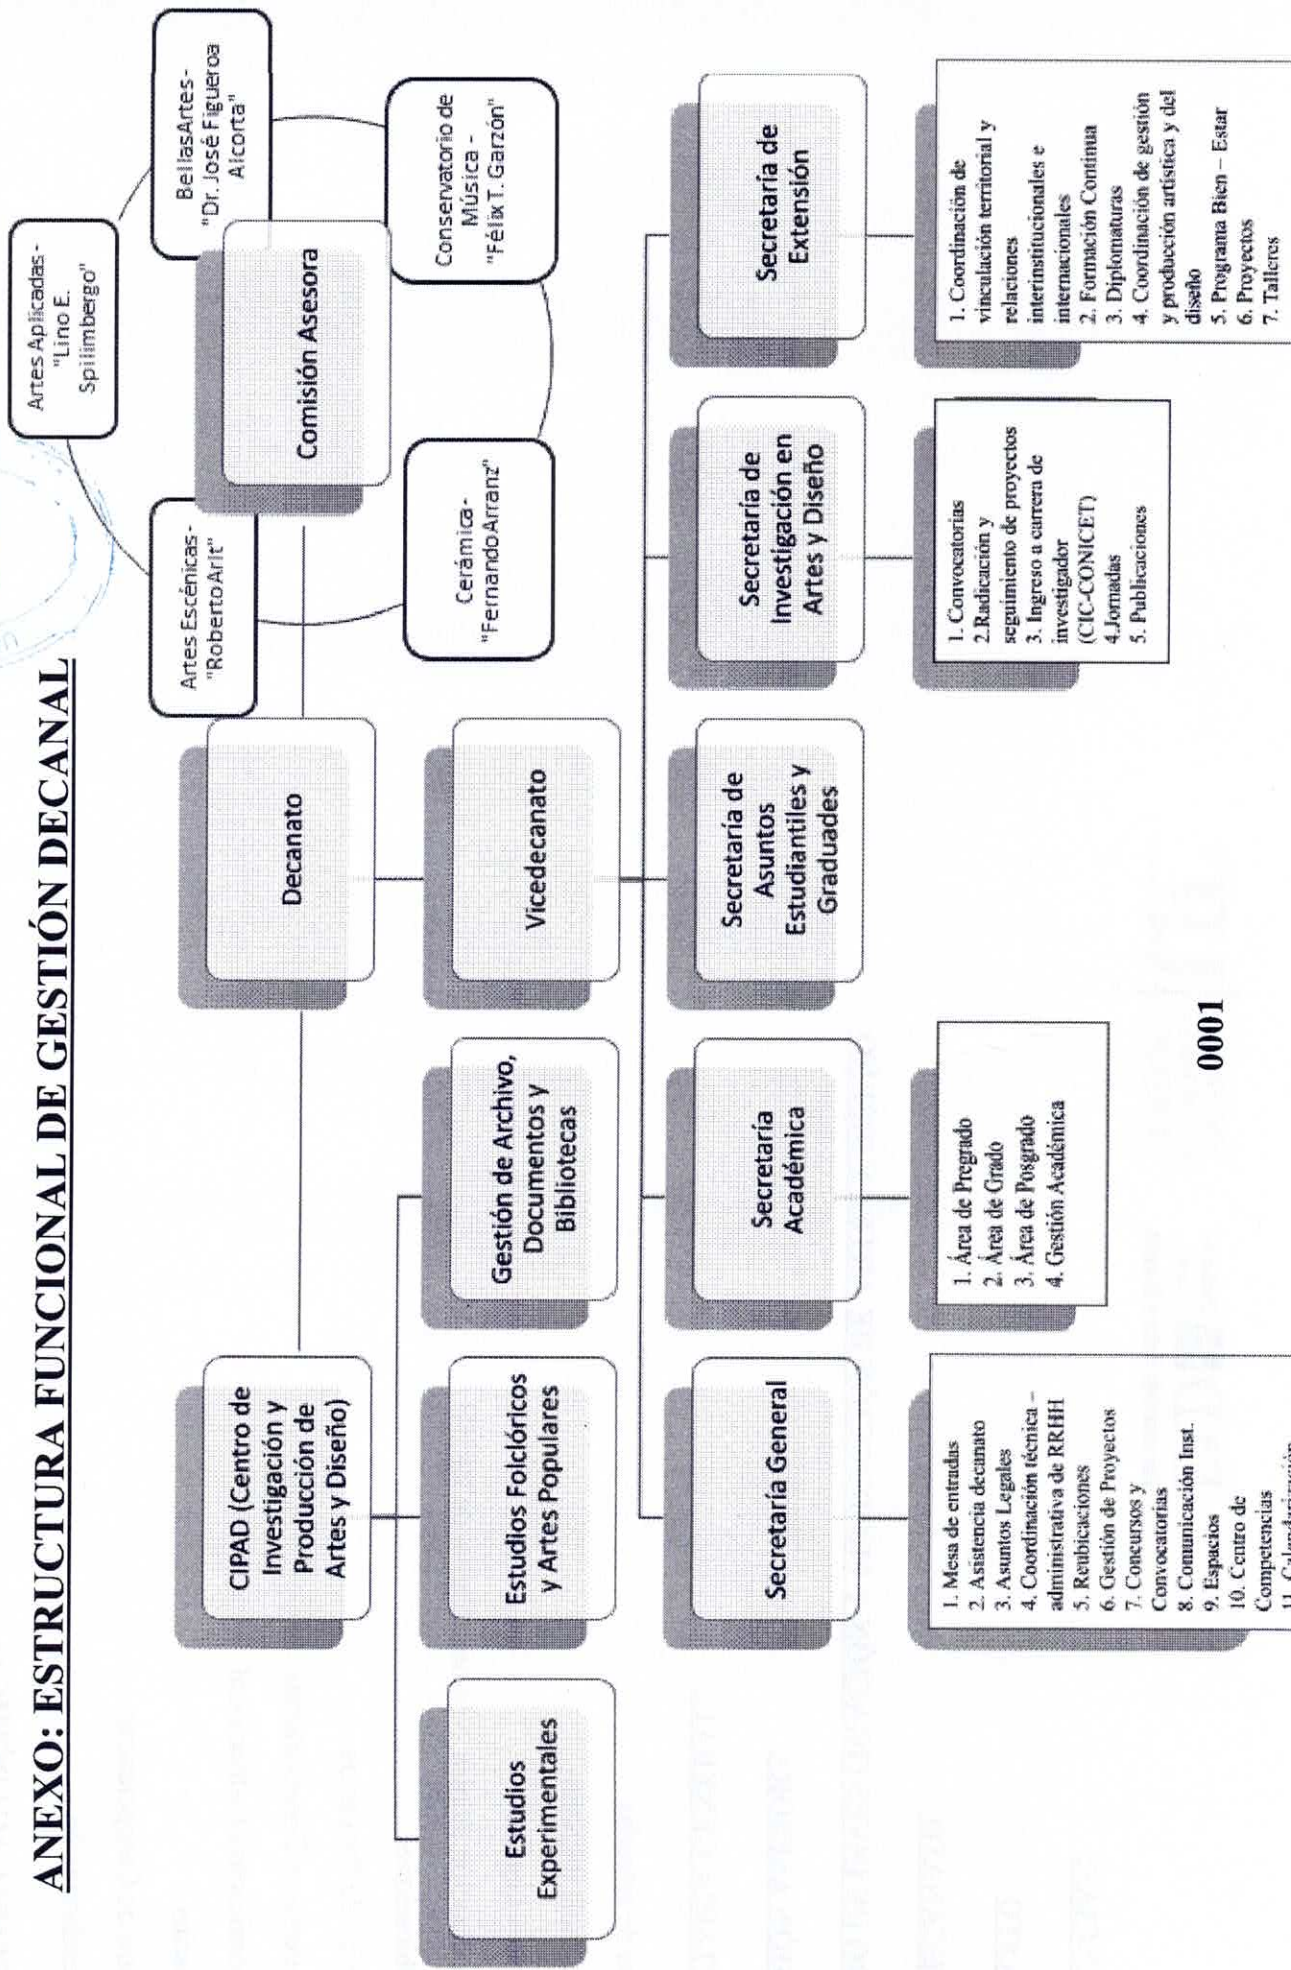 ANEXO: ESTRUCTURA FUNCIONAL DE GESTIÓN DECANAL
Artes Aplicadas-
"Lino E.
Spilimbergo"
Artes Escénicas-
"Roberto Arlt"
BellasArtes-
"Dr. José Figueroa
Alcorta"
Comisión Asesora
Cerámica-
"Fernando Arranz"
Conservatorio de
Música -
"Félix T. Garzón"
CIPAD (Centro de
Investigación y
Producción de
Artes y Diseño)
Decanato
Estudios
Experimentales
Estudios Folclóricos
y Artes Populares
Gestión de Archivo,
Documentos y
Bibliotecas
Vicedecanato
Secretaría General
Secretaría
Académica
Secretaría de
Asuntos
Estudiantiles y
Graduades
Secretaría de
Investigación en
Artes y Diseño
Secretaría de
Extensión
1. Mesa de entradas
2. Asistencia decanato
3. Asuntos Legales
4. Coordinación técnica –
administrativa de RRHH
5. Reubicaciones
6. Gestión de Proyectos
7. Concursos y
Convocatorias
8. Comunicación Inst.
9. Espacios
10. Centro de
Competencias
11. Calendarización
1. Área de Pregrado
2. Área de Grado
3. Área de Posgrado
4. Gestión Académica
1. Convocatorias
2.Radicación y
seguimiento de proyectos
3. Ingreso a carrera de
investigador
(CIC-CONICET)
4.Jornadas
5. Publicaciones
1. Coordinación de
vinculación territorial y
relaciones
interinstitucionales e
internacionales
2. Formación Continua
3. Diplomaturas
4. Coordinación de gestión
y producción artística y del
diseño
5. Programa Bien – Estar
6. Proyectos
7. Talleres
0001